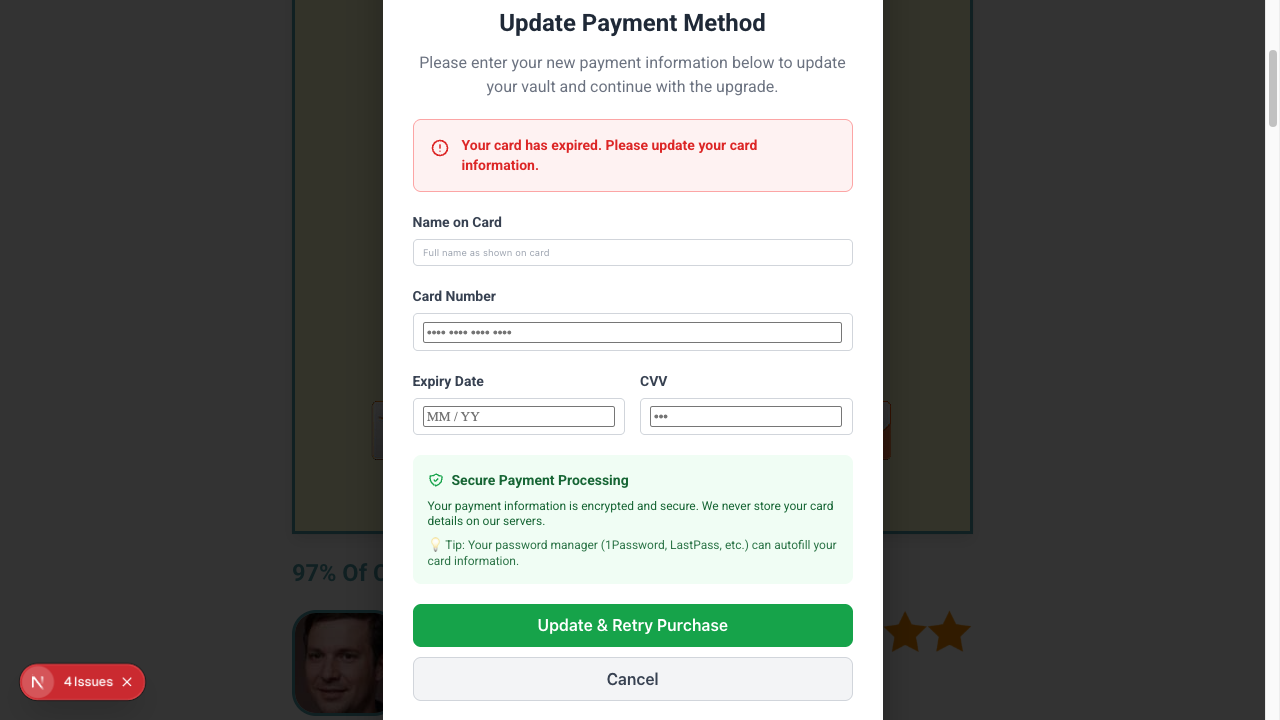 Update Payment Method
Please enter your new payment information below to update
your vault and continue with the upgrade.
Your card has expired. Please update your card
information.
Name on Card
Full name as shown on card
Card Number
•••• •••• •••• ••••
Expiry Date
CVV
MM / YY
•••
Secure Payment Processing
Your payment information is encrypted and secure. We never store your card
details on our servers.
💡 Tip: Your password manager (1Password, LastPass, etc.) can autofill your
card information.
97% Of
Update & Retry Purchase
Cancel
N 4 Issues